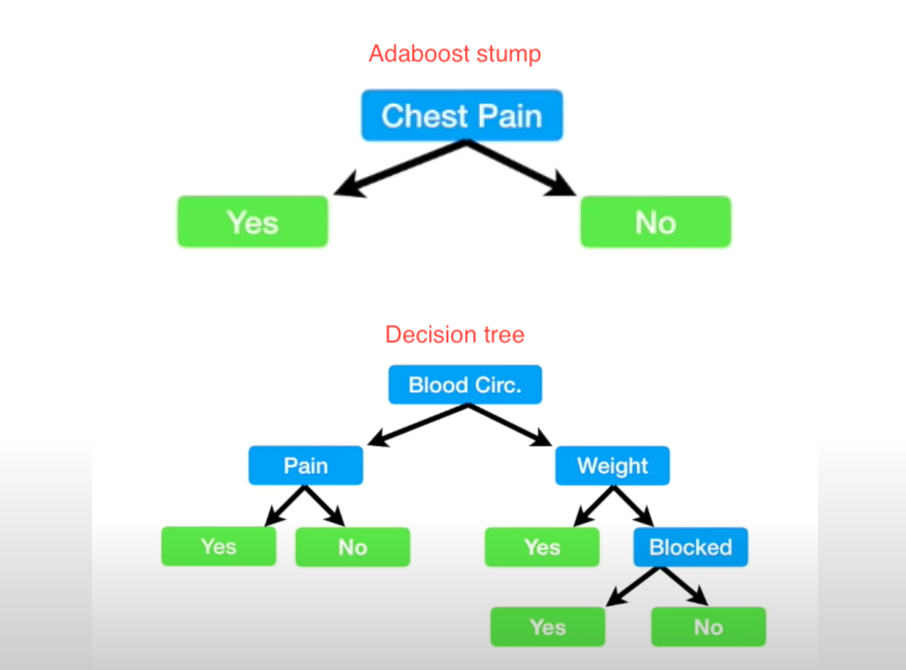 Adaboost stump
Chest Pain
Yes
No
Decision tree
Blood Circ.
Pain
Weight
Yes
No
Yes
Blocked
Yes
No